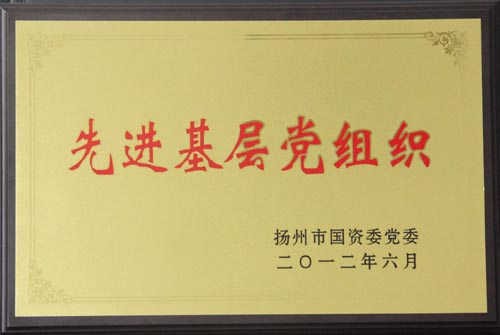 先进基层党组织
扬州市国资委党委
二〇一二年六月